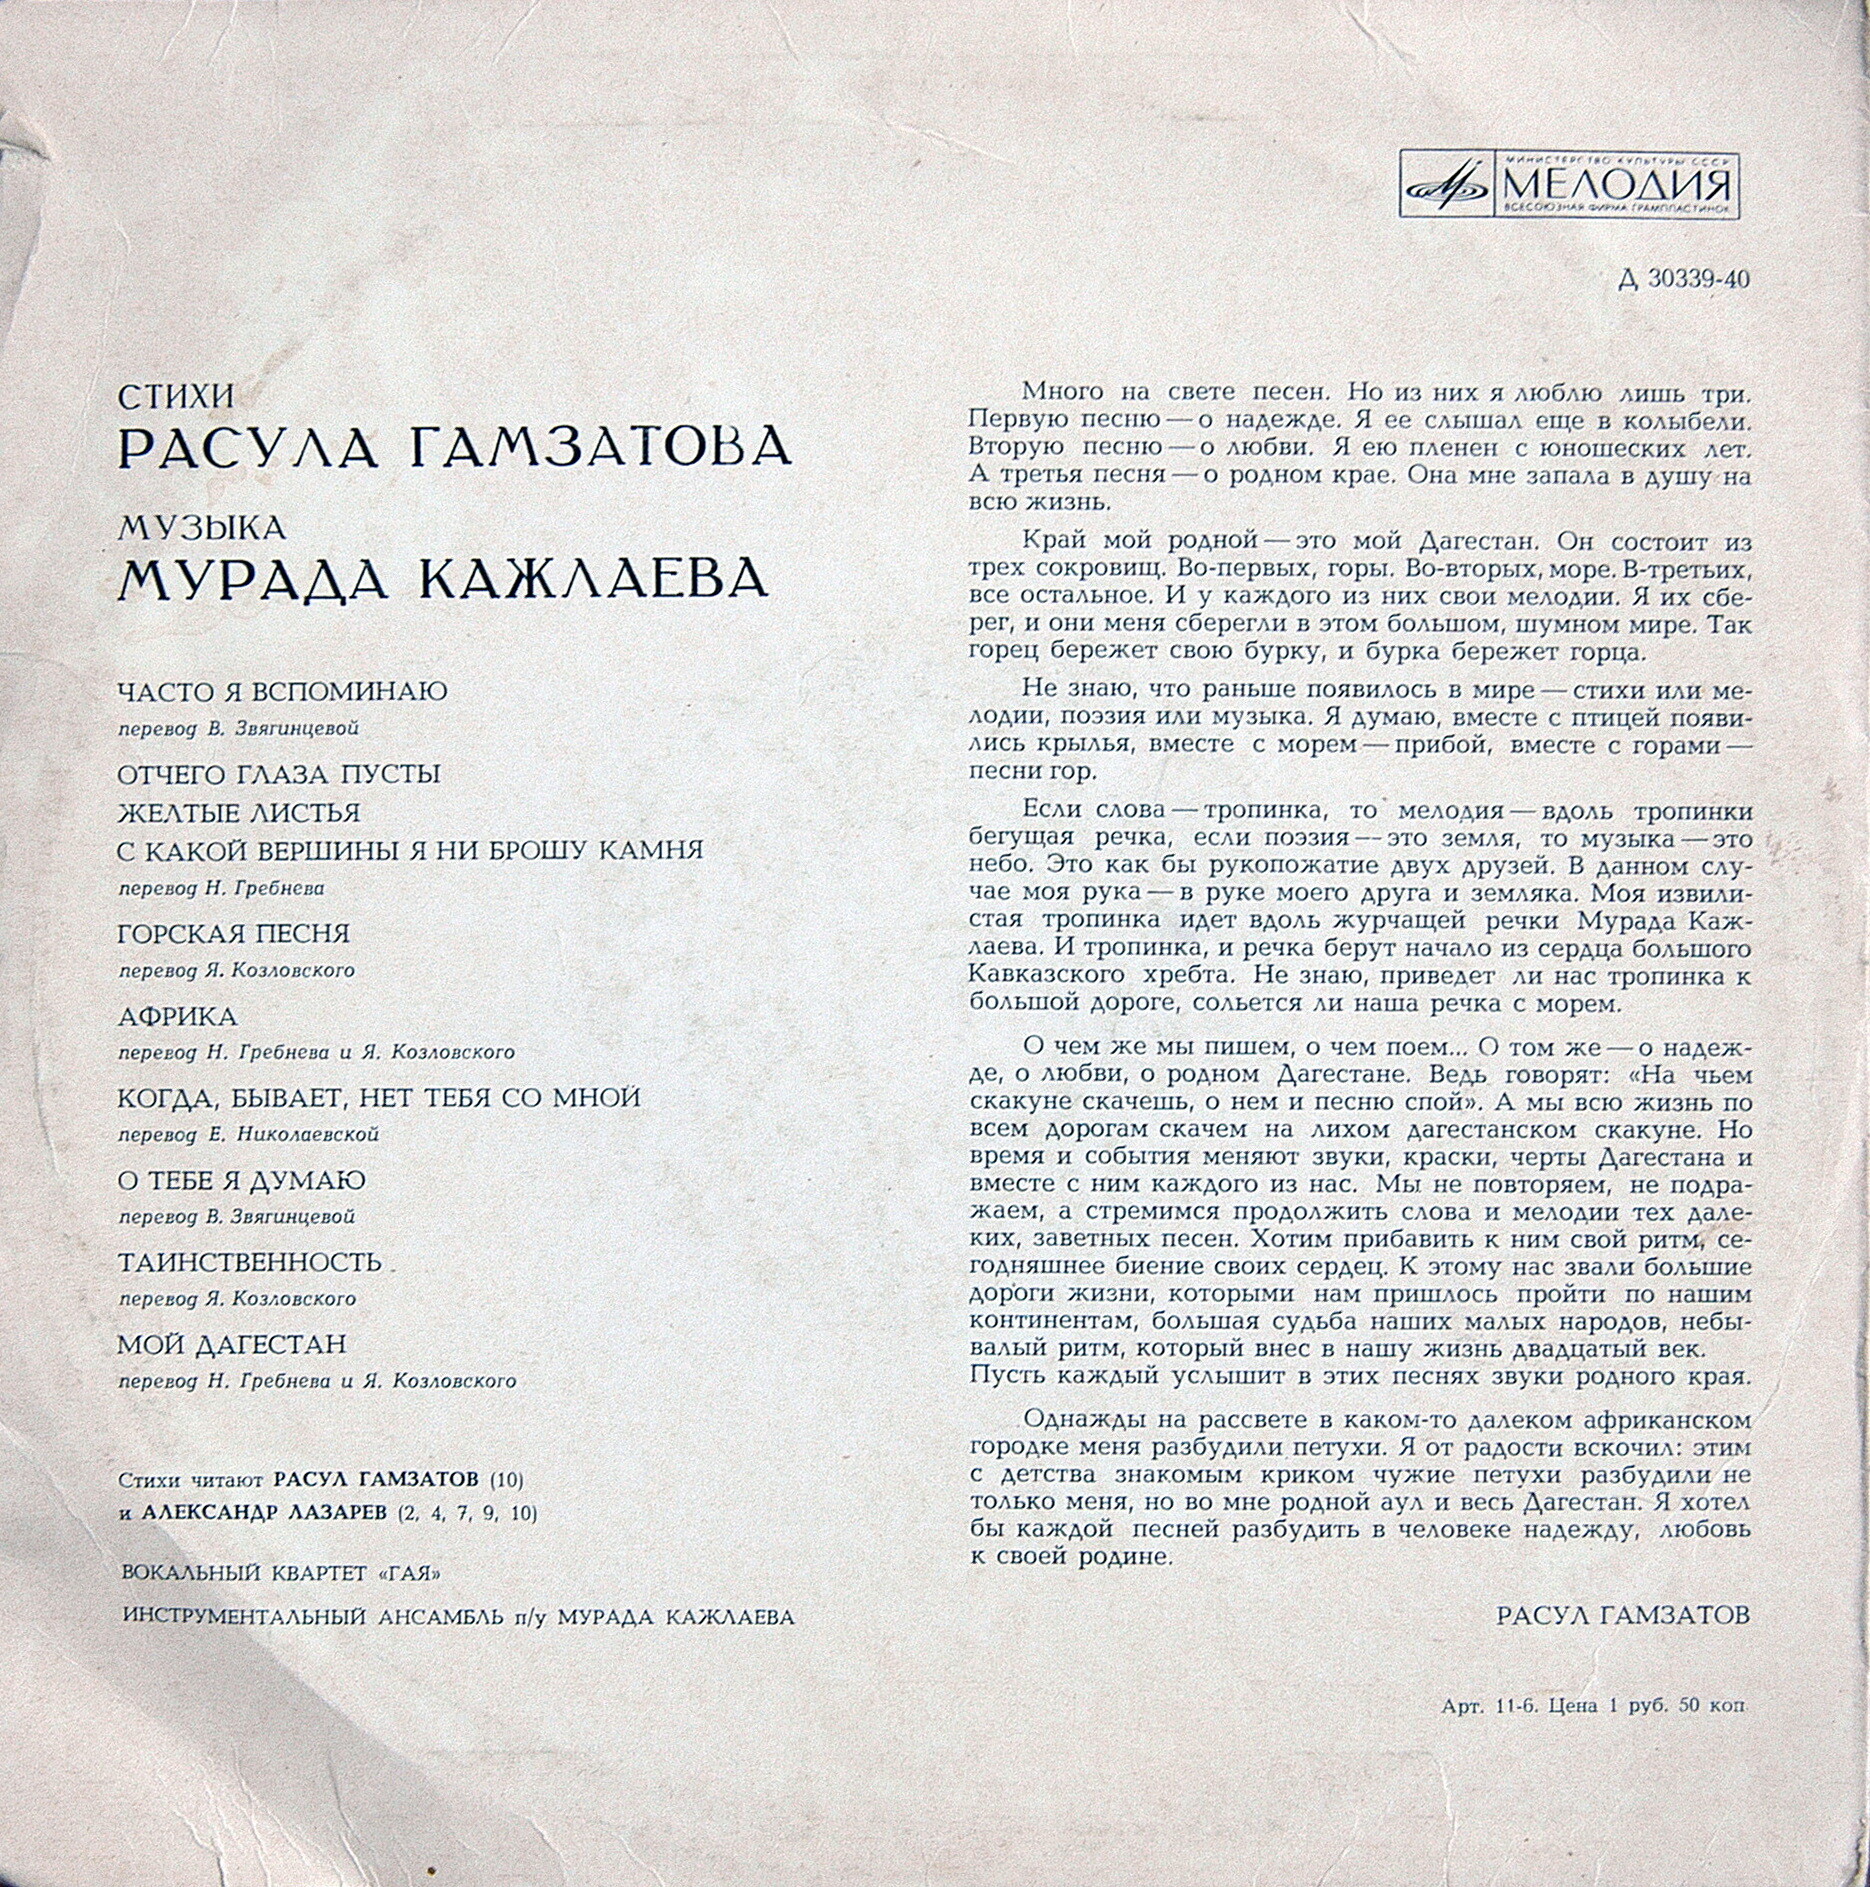 МИНИСТЕРСТВО КУЛЬТУРЫ СССР
МЕЛОДИЯ
ВСЕСОЮЗНАЯ ФИРМА ГРАМПЛАСТИНОК
Д 30339-40
СТИХИ
РАСУЛА ГАМЗАТОВА
МУЗЫКА
МУРАДА КАЖЛАЕВА
ЧАСТО Я ВСПОМИНАЮ
перевод В. Звягинцевой
ОТЧЕГО ГЛАЗА ПУСТЫ
ЖЕЛТЫЕ ЛИСТЬЯ
С КАКОЙ ВЕРШИНЫ Я НИ БРОШУ КАМНЯ
перевод Н. Гребнева
ГОРСКАЯ ПЕСНЯ
перевод Я. Козловского
АФРИКА
перевод Н. Гребнева и Я. Козловского
КОГДА, БЫВАЕТ, НЕТ ТЕБЯ СО МНОЙ
перевод Е. Николаевской
О ТЕБЕ Я ДУМАЮ
перевод В. Звягинцевой
ТАИНСТВЕННОСТЬ
перевод Я. Козловского
МОЙ ДАГЕСТАН
перевод Н. Гребнева и Я. Козловского
Стихи читают РАСУЛ ГАМЗАТОВ (10)
и АЛЕКСАНДР ЛАЗАРЕВ (2, 4, 7, 9, 10)
ВОКАЛЬНЫЙ КВАРТЕТ «ГАЯ»
ИНСТРУМЕНТАЛЬНЫЙ АНСАМБЛЬ п/у МУРАДА КАЖЛАЕВА
Много на свете песен. Но из них я люблю лишь три.
Первую песню — о надежде. Я ее слышал еще в колыбели.
Вторую песню — о любви. Я ею пленен с юношеских лет.
А третья песня — о родном крае. Она мне запала в душу на
всю жизнь.
Край мой родной — это мой Дагестан. Он состоит из
трех сокровищ. Во-первых, горы. Во-вторых, море. В-третьих,
все остальное. И у каждого из них свои мелодии. Я их сбе-
рег, и они меня сберегли в этом большом, шумном мире. Так
горец бережет свою бурку, и бурка бережет горца.
Не знаю, что раньше появилось в мире — стихи или ме-
лодии, поэзия или музыка. Я думаю, вместе с птицей появи-
лись крылья, вместе с морем — прибой, вместе с горами —
песни гор.
Если слова — тропинка, то мелодия — вдоль тропинки
бегущая речка, если поэзия — это земля, то музыка — это
небо. Это как бы рукопожатие двух друзей. В данном слу-
чае моя рука — в руке моего друга и земляка. Моя извили-
стая тропинка идет вдоль журчащей речки Мурада Каж-
лаева. И тропинка, и речка берут начало из сердца большого
Кавказского хребта. Не знаю, приведет ли нас тропинка к
большой дороге, сольется ли наша речка с морем.
О чем же мы пишем, о чем поем... О том же — о надеж-
де, о любви, о родном Дагестане. Ведь говорят: «На чьем
скакуне скачешь, о нем и песню спой». А мы всю жизнь по
всем дорогам скачем на лихом дагестанском скакуне. Но
время и события меняют звуки, краски, черты Дагестана и
вместе с ним каждого из нас. Мы не повторяем, не подра-
жаем, а стремимся продолжить слова и мелодии тех дале-
ких, заветных песен. Хотим прибавить к ним свой ритм, се-
годняшнее биение своих сердец. К этому нас звали большие
дороги жизни, которыми нам пришлось пройти по нашим
континентам, большая судьба наших малых народов, небы-
валый ритм, который внес в нашу жизнь двадцатый век.
Пусть каждый услышит в этих песнях звуки родного края.
Однажды на рассвете в каком-то далеком африканском
городке меня разбудили петухи. Я от радости вскочил: этим
с детства знакомым криком чужие петухи разбудили не
только меня, но во мне родной аул и весь Дагестан. Я хотел
бы каждой песней разбудить в человеке надежду, любовь
к своей родине.
РАСУЛ ГАМЗАТОВ
Арт. 11-6. Цена 1 руб. 50 коп.